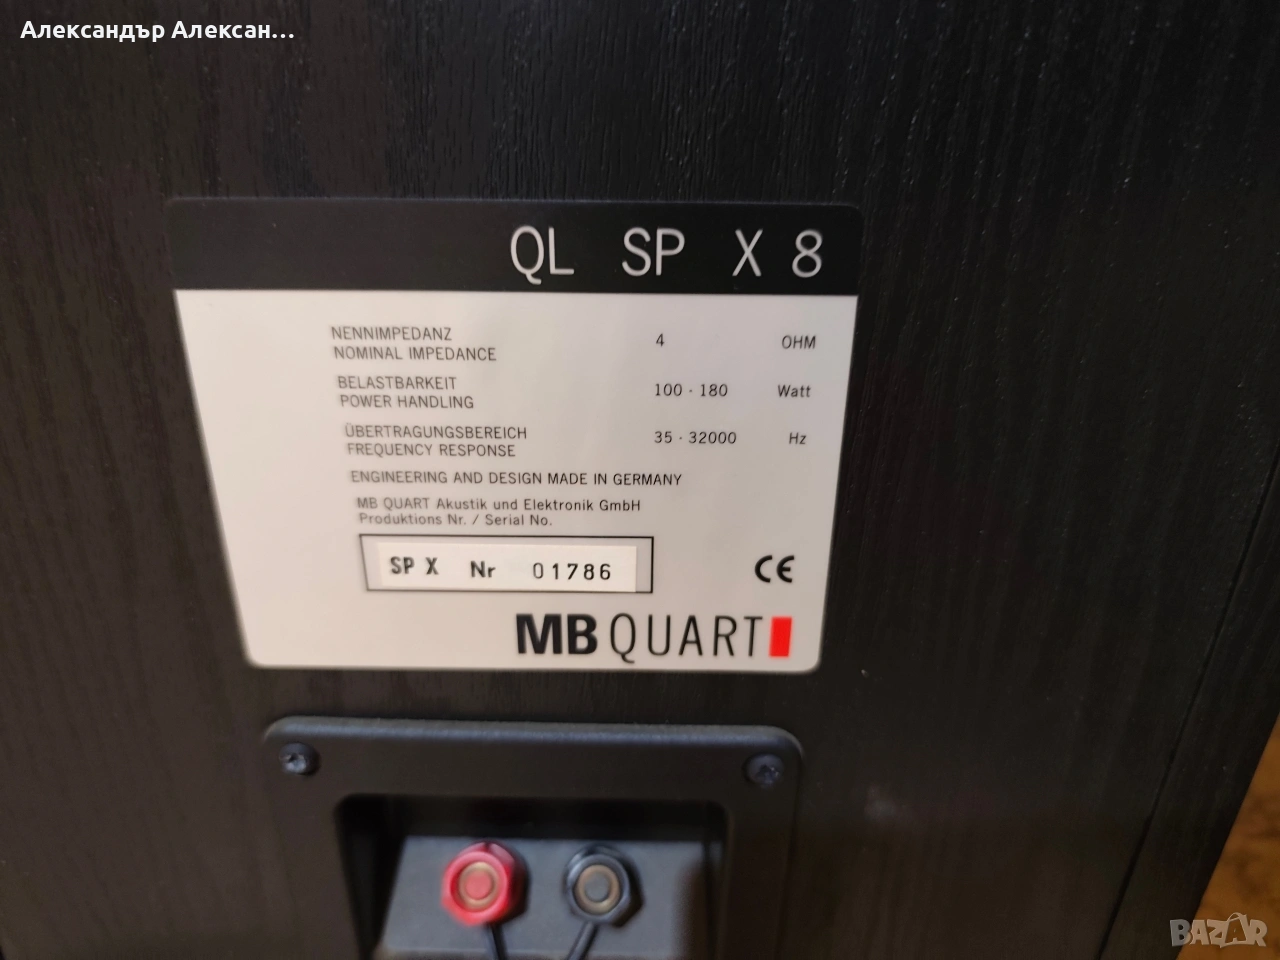 Александър Алексан...
QL SP X 8
NENNIMPEDANZ
NOMINAL IMPEDANCE 4 OHM
BELASTBARKEIT
POWER HANDLING 100 - 180 Watt
ÜBERTRAGUNGSBEREICH
FREQUENCY RESPONSE 35 - 32000 Hz
ENGINEERING AND DESIGN MADE IN GERMANY
MB QUART Akustik und Elektronik GmbH
Produktions Nr. / Serial No.
SP X Nr 01786
CE
MB QUART
BAZAR